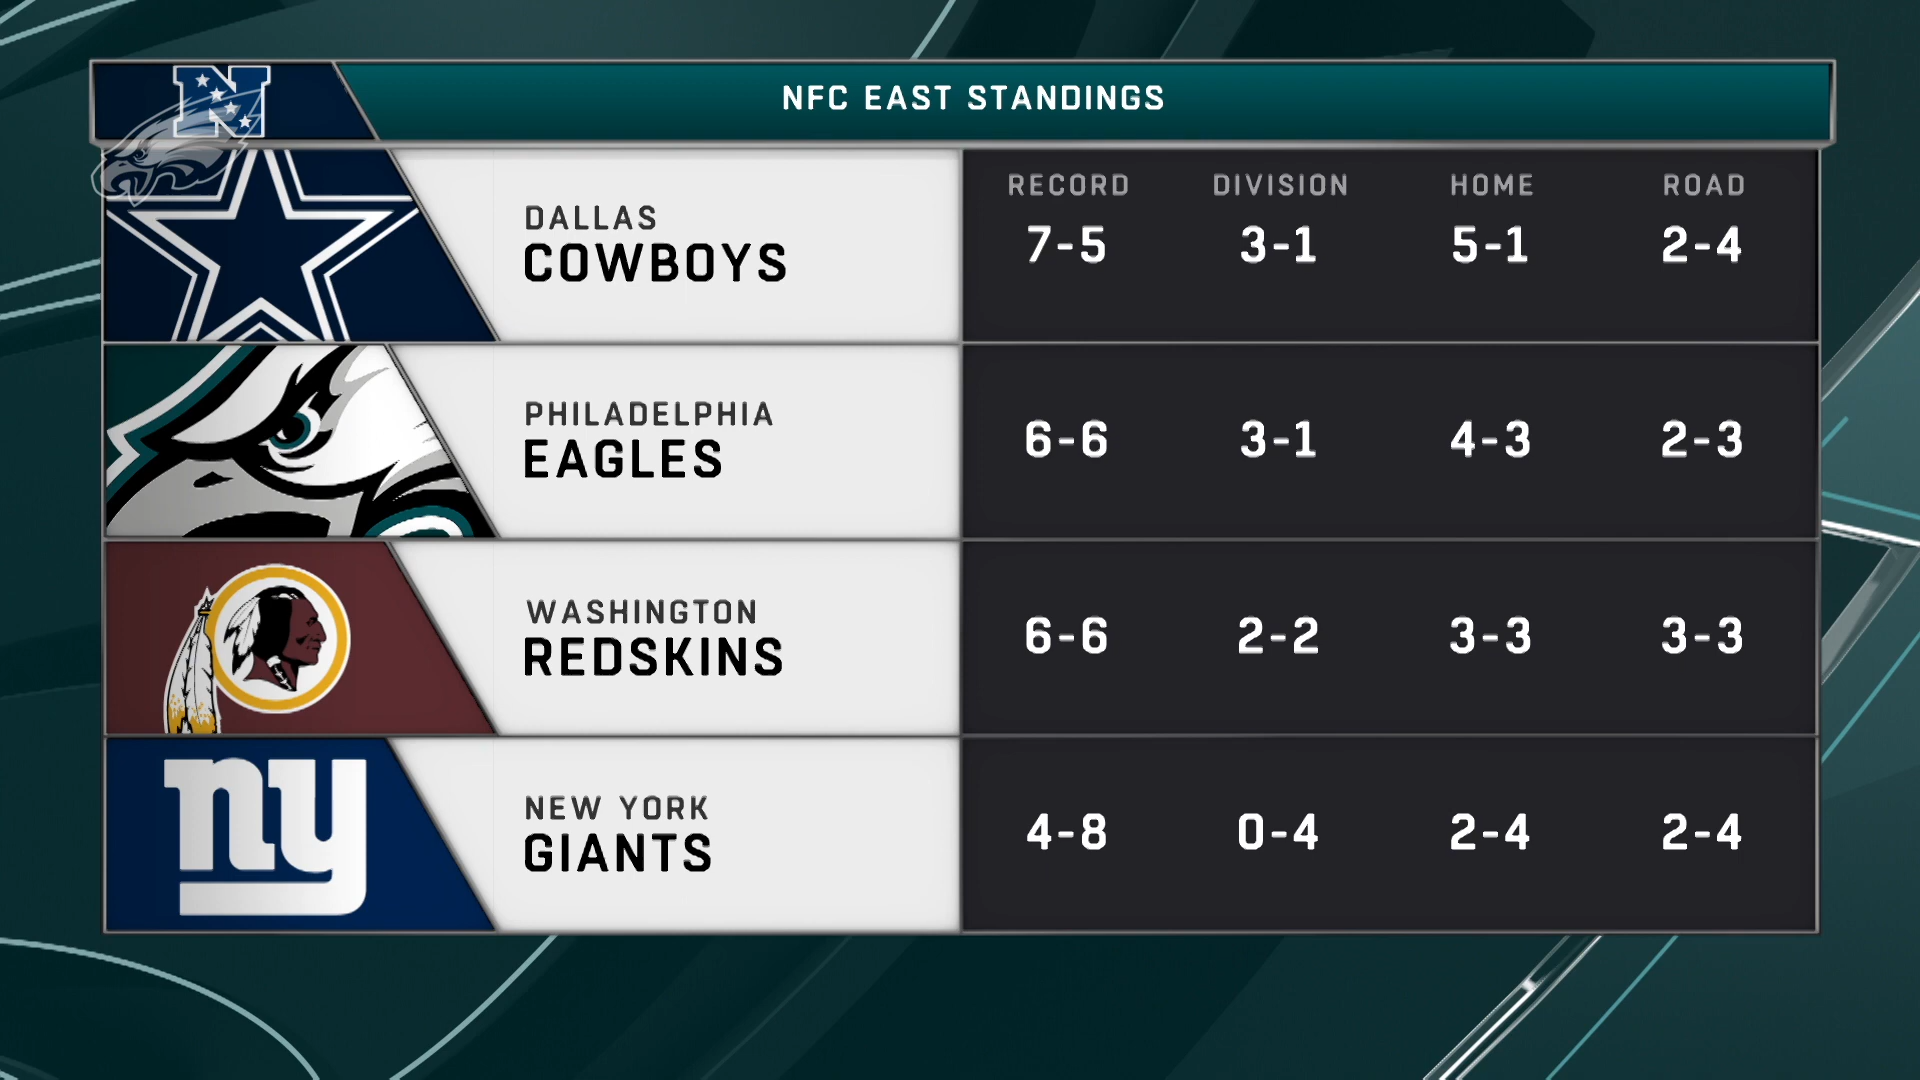 N
NFC EAST STANDINGS
RECORD DIVISION HOME ROAD
DALLAS
COWBOYS
7-5 3-1 5-1 2-4
PHILADELPHIA
EAGLES
6-6 3-1 4-3 2-3
WASHINGTON
REDSKINS
6-6 2-2 3-3 3-3
ny
NEW YORK
GIANTS
4-8 0-4 2-4 2-4